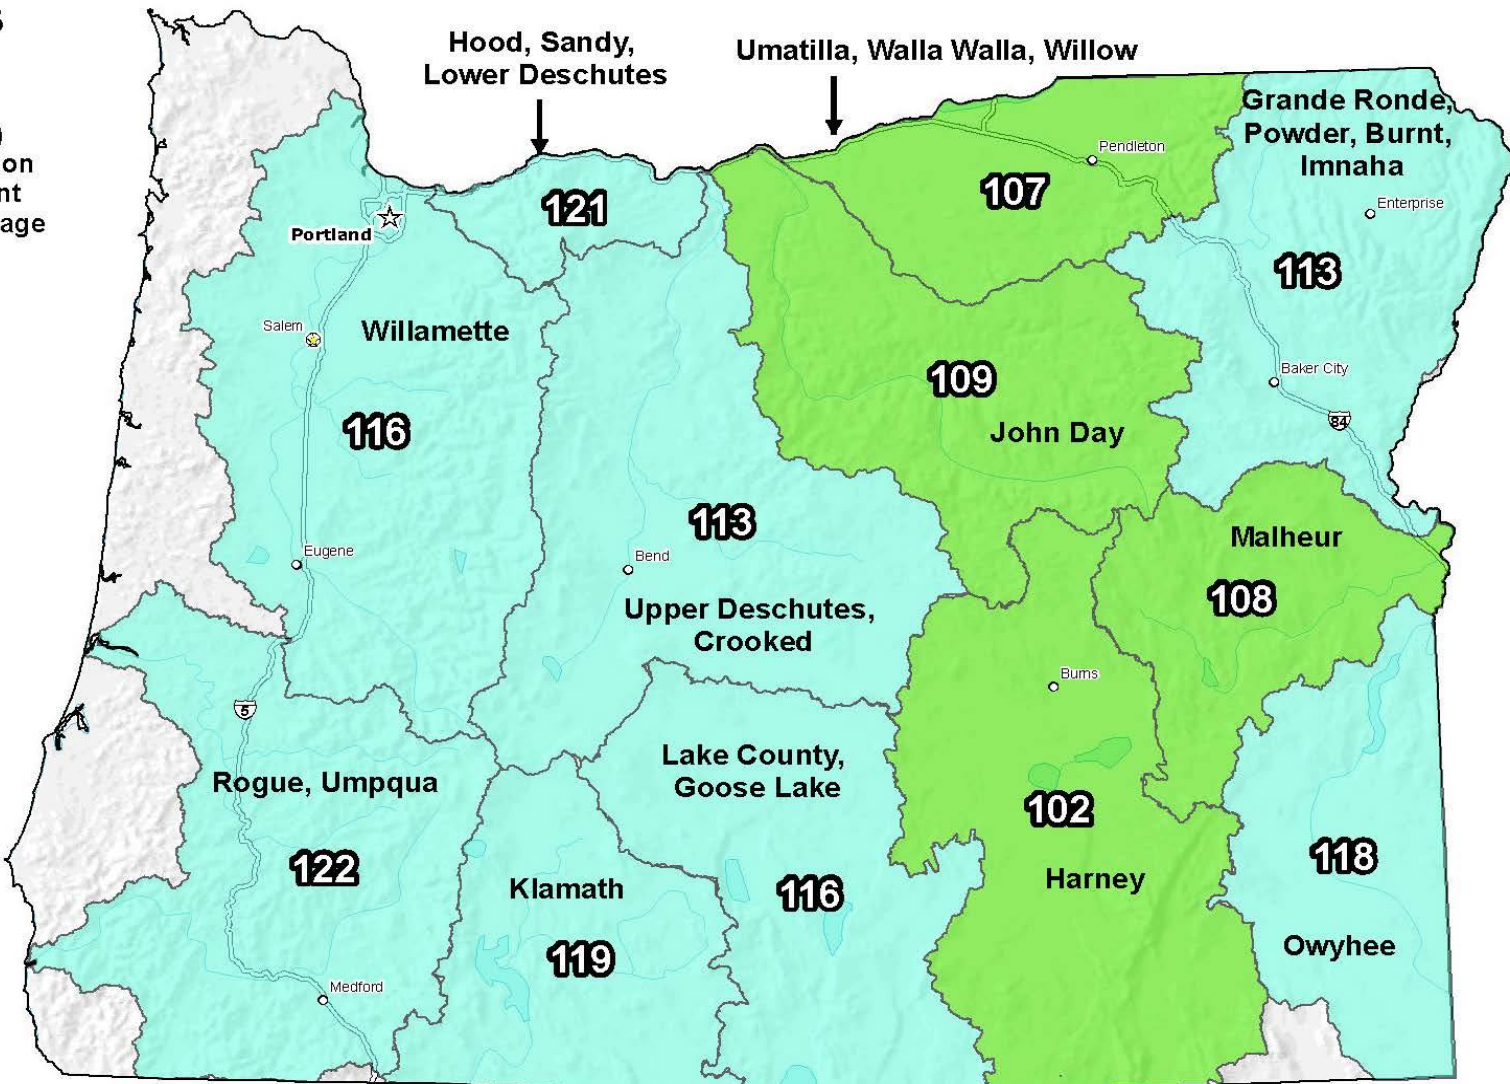 Hood, Sandy,
Lower Deschutes
Umatilla, Walla Walla, Willow
Grande Ronde,
Powder, Burnt,
Imnaha
Pendleton
Enterprise
107
121
Portland
113
Salem
Willamette
Baker City
109
84
116
John Day
113
Malheur
Eugene
Bend
108
Upper Deschutes,
Crooked
Burns
5
Lake County,
Goose Lake
Rogue, Umpqua
102
118
122
Klamath
116
Harney
Owyhee
119
Medford